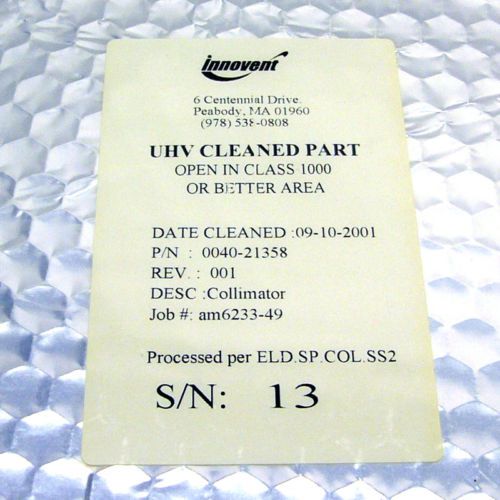 innovent
6 Centennial Drive.
Peabody, MA 01960
(978) 538-0808
UHV CLEANED PART
OPEN IN CLASS 1000
OR BETTER AREA
DATE CLEANED :09-10-2001
P/N : 0040-21358
REV. : 001
DESC :Collimator
Job #: am6233-49
Processed per ELD.SP.COL.SS2
S/N: 13